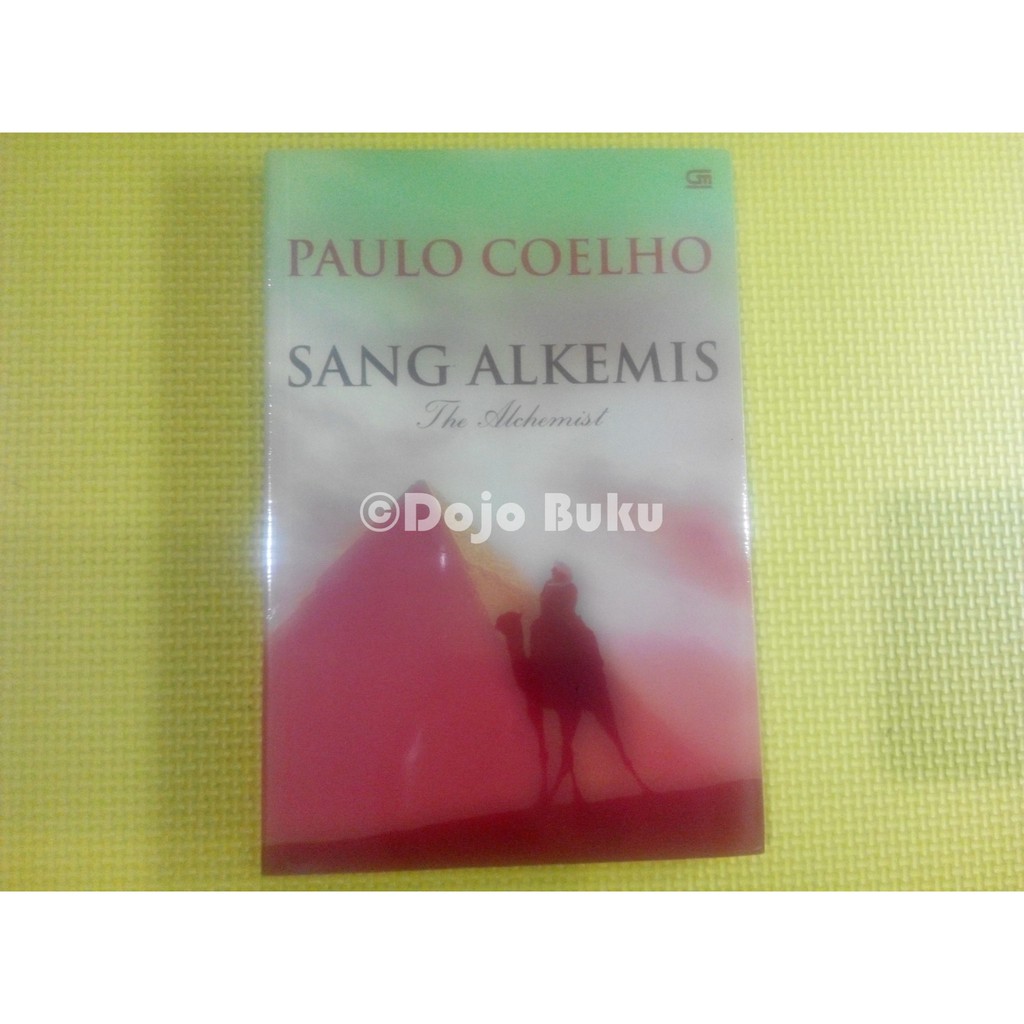 GM
PAULO COELHO
SANG ALKEMIS
The Alchemist
©Dojo Buku